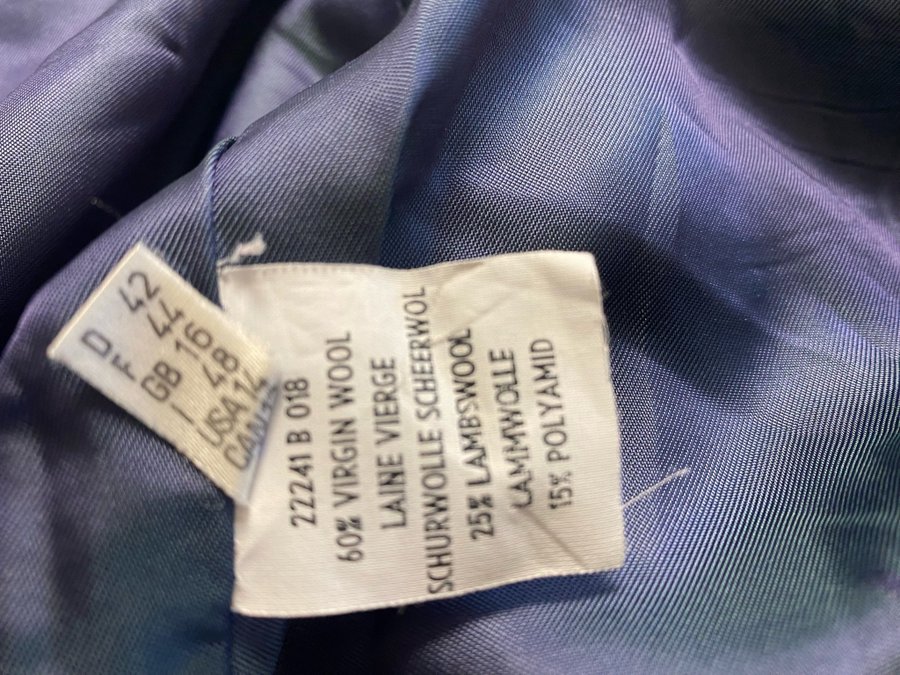 D 42
F 44
GB 16
I 48
USA 14
22241 B 018
60% VIRGIN WOOL
LAINE VIERGE
SCHURWOLLE SCHEERWOL
25% LAMBSWOOL
LAMMWOLLE
15% POLYAMID